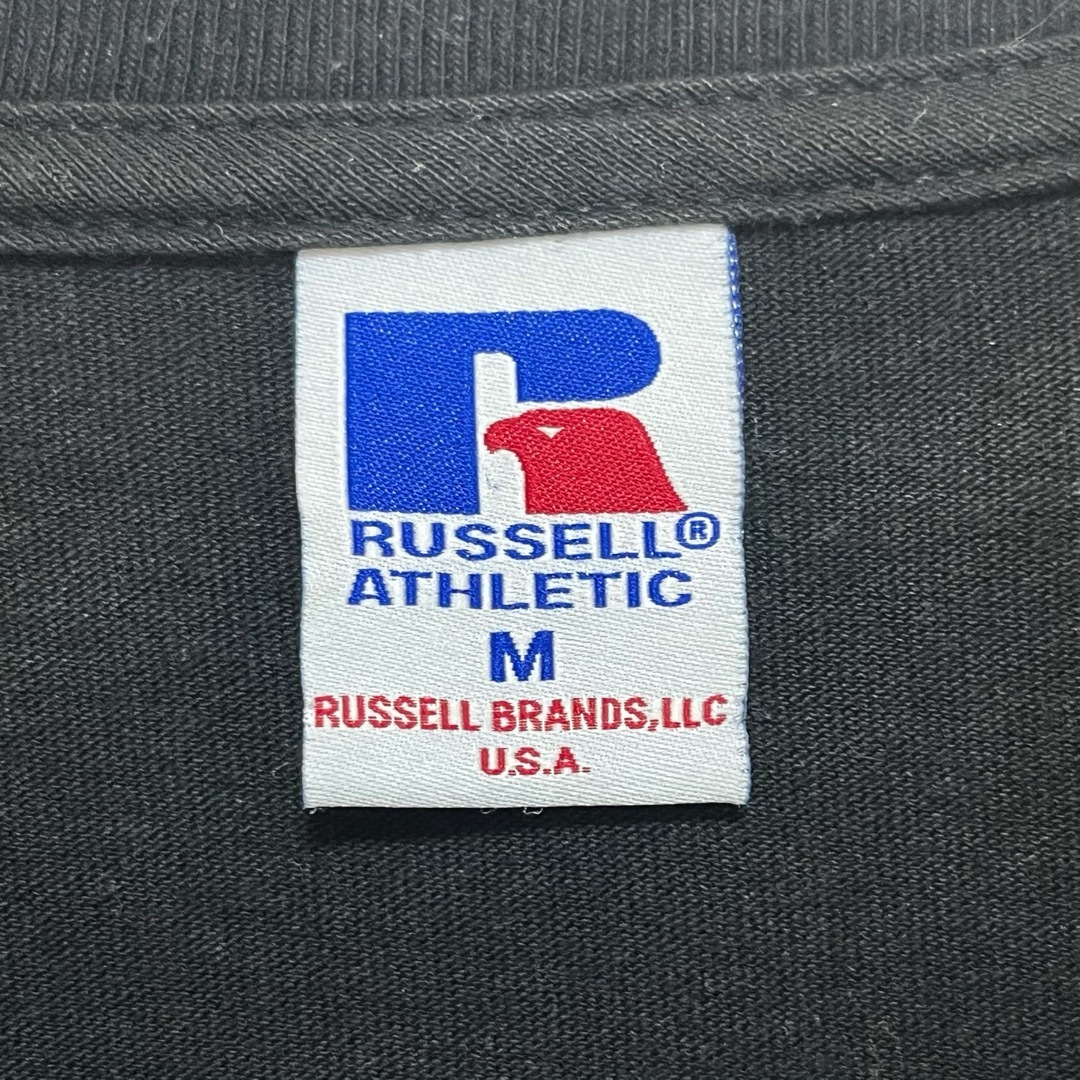 RUSSELL®
ATHLETIC
M
RUSSELL BRANDS,LLC
U.S.A.